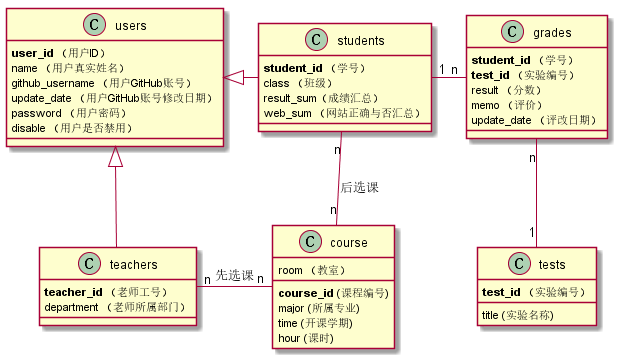 C users
user_id （用户ID）
name （用户真实姓名）
github_username （用户GitHub账号）
update_date （用户GitHub账号修改日期）
password （用户密码）
disable （用户是否禁用）
C students
student_id （学号）
class （班级）
result_sum（成绩汇总）
web_sum （网站正确与否汇总）
1 n
C grades
student_id （学号）
test_id （实验编号）
result （分数）
memo （评价）
update_date （评改日期）
n
后选课
n
n
1
C teachers
teacher_id （老师工号）
department （老师所属部门）
n 先选课 n
C course
room （教室）
course_id (课程编号)
major (所属专业)
time (开课学期)
hour (课时)
C tests
test_id （实验编号）
title (实验名称)